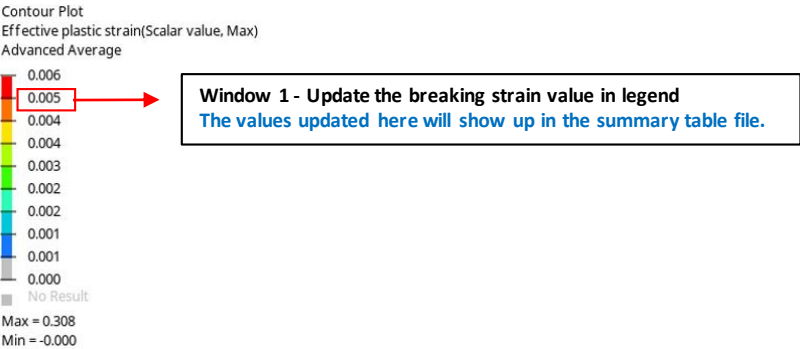 Contour Plot
Effective plastic strain(Scalar value, Max)
Advanced Average
0.006
0.005
0.004
0.004
0.003
0.002
0.002
0.001
0.001
0.000
No Result
Max = 0.308
Min = -0.000
Window 1 - Update the breaking strain value in legend
The values updated here will show up in the summary table file.